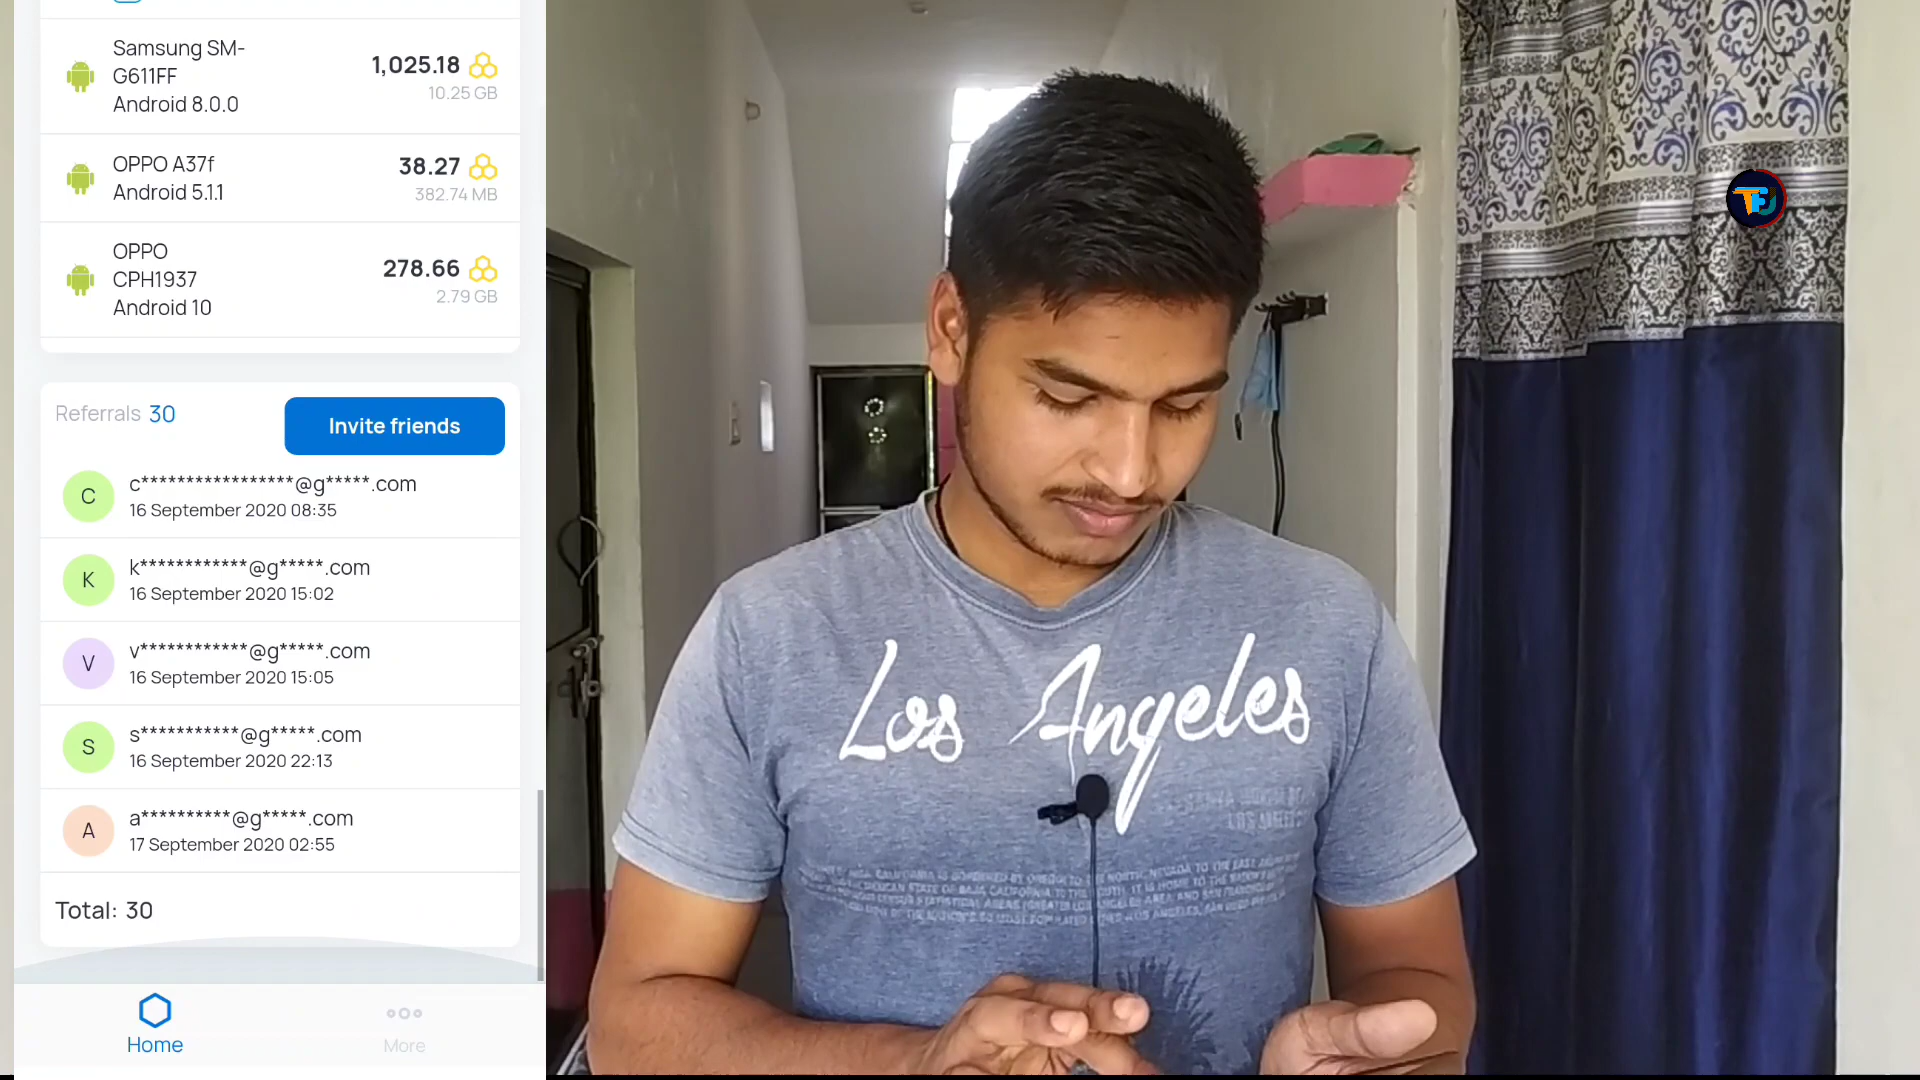 Samsung SM-
G611FF
Android 8.0.0
1,025.18
10.25 GB
OPPO A37f
Android 5.1.1
38.27
382.74 MB
OPPO
CPH1937
Android 10
278.66
2.79 GB
Referrals 30
Invite friends
C
c*****************@g*****.com
16 September 2020 08:35
K
k************@g*****.com
16 September 2020 15:02
V
v************@g*****.com
16 September 2020 15:05
S
s***********@g*****.com
16 September 2020 22:13
A
a**********@g*****.com
17 September 2020 02:55
Total: 30
Home
More
Los Angeles